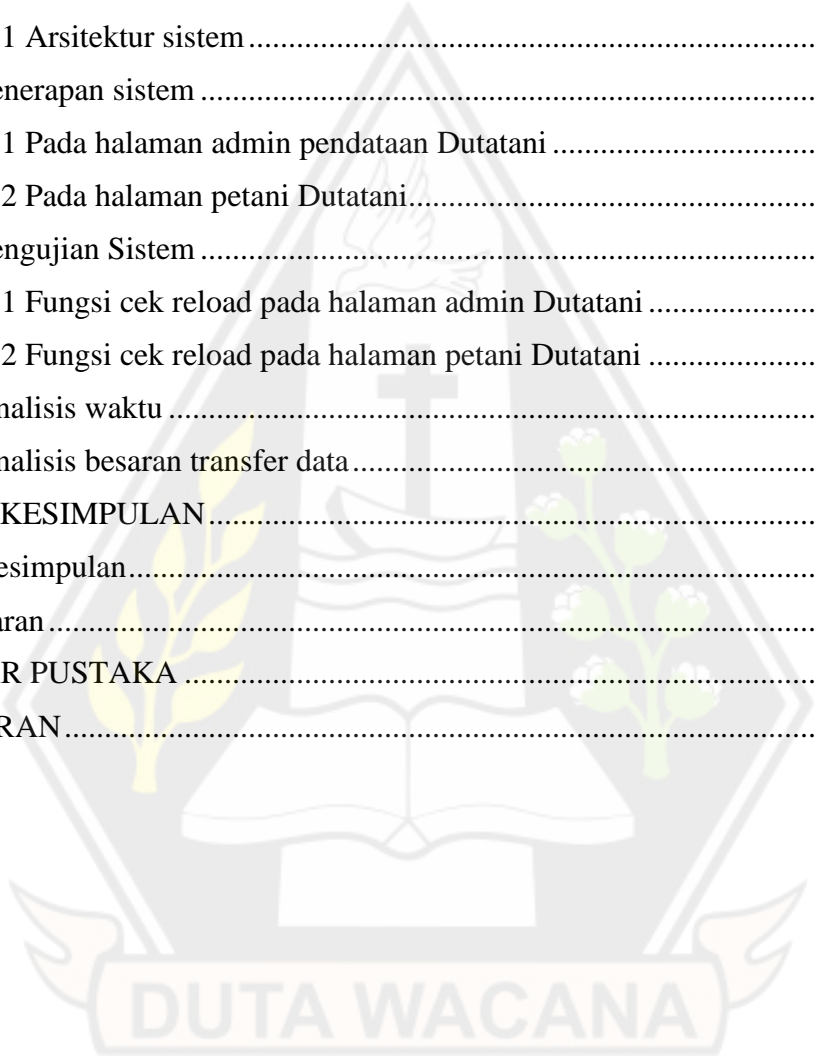 1 Arsitektur sistem ..........................................................................
enerapan sistem ................................................................................
1 Pada halaman admin pendataan Dutatani ..................................
2 Pada halaman petani Dutatani.....................................................
engujian Sistem ................................................................................
1 Fungsi cek reload pada halaman admin Dutatani .....................
2 Fungsi cek reload pada halaman petani Dutatani .....................
nalisis waktu ....................................................................................
nalisis besaran transfer data............................................................
KESIMPULAN...............................................................................
esimpulan.........................................................................................
aran ...................................................................................................
R PUSTAKA ..................................................................................
RAN.................................................................................................
DUTA WACANA